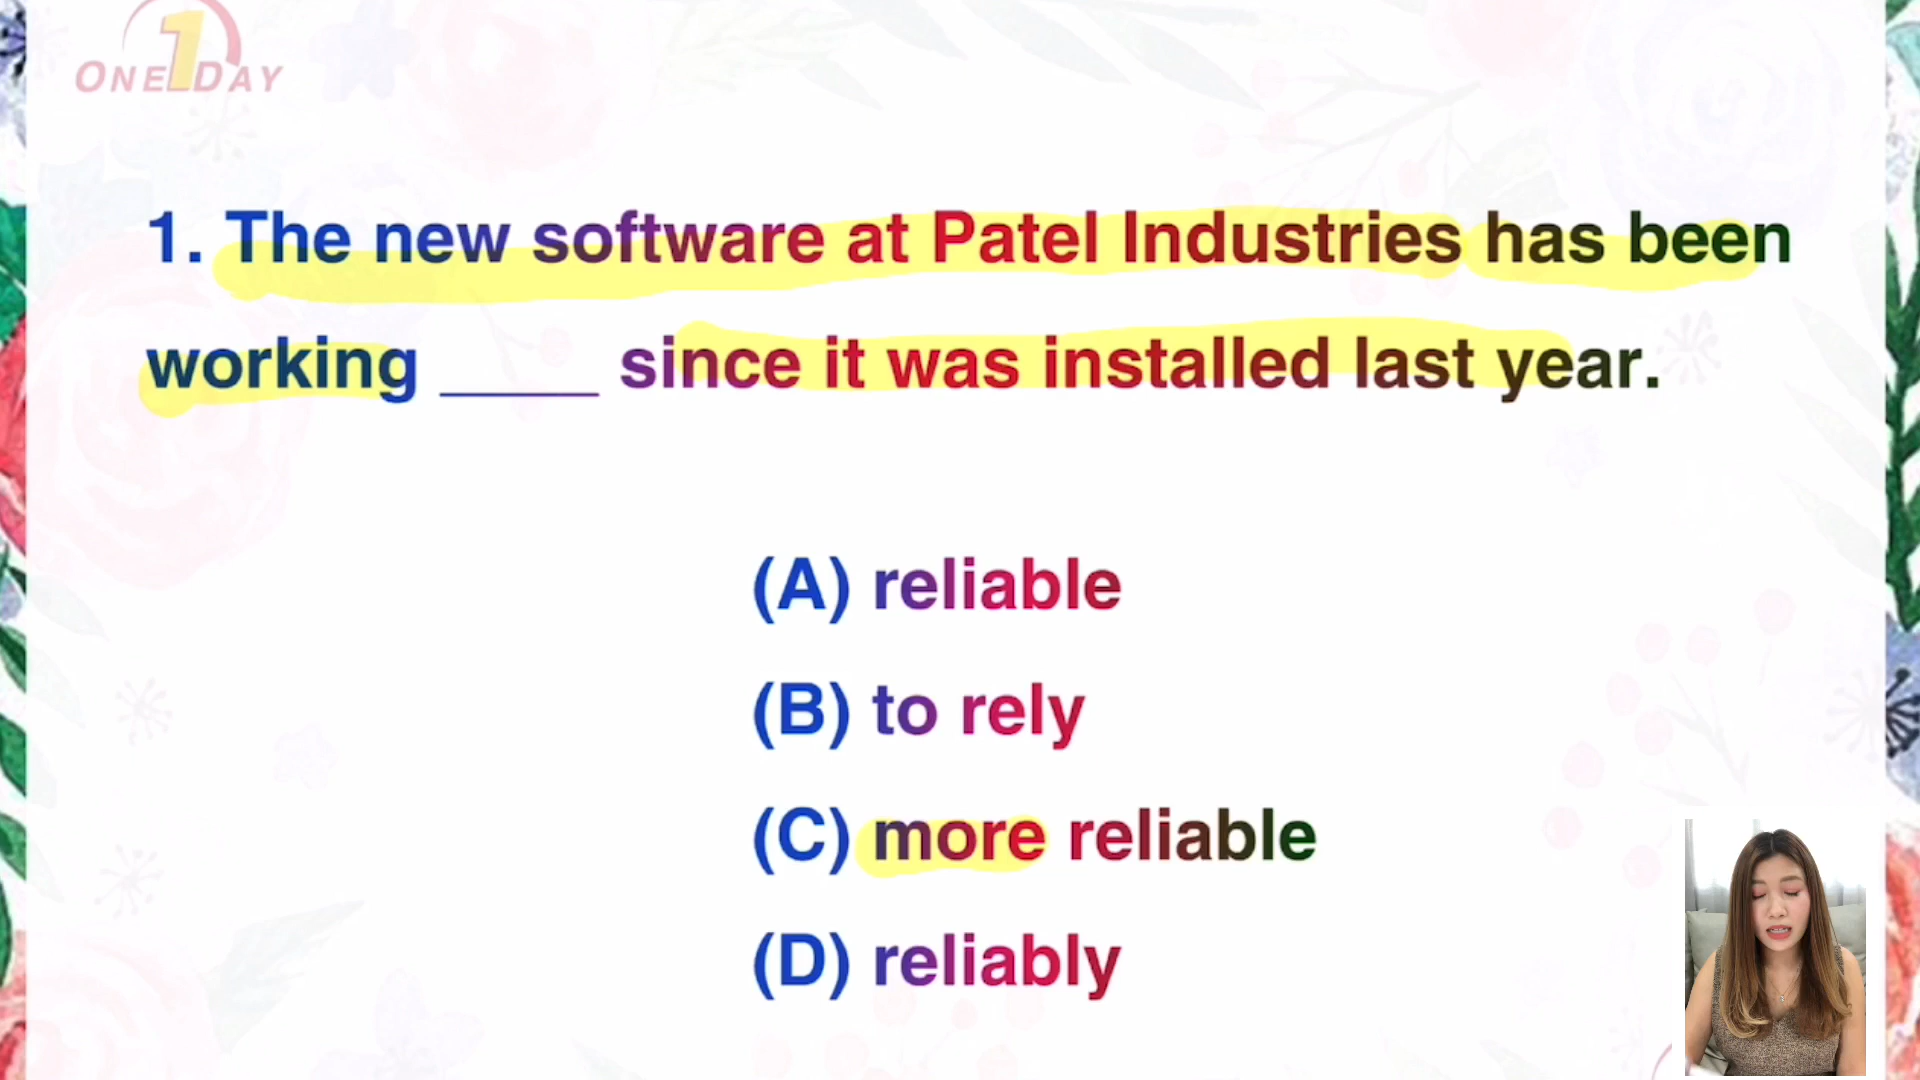 ONE 1 DAY
1. The new software at Patel Industries has been
working _____ since it was installed last year.
(A) reliable
(B) to rely
(C) more reliable
(D) reliably